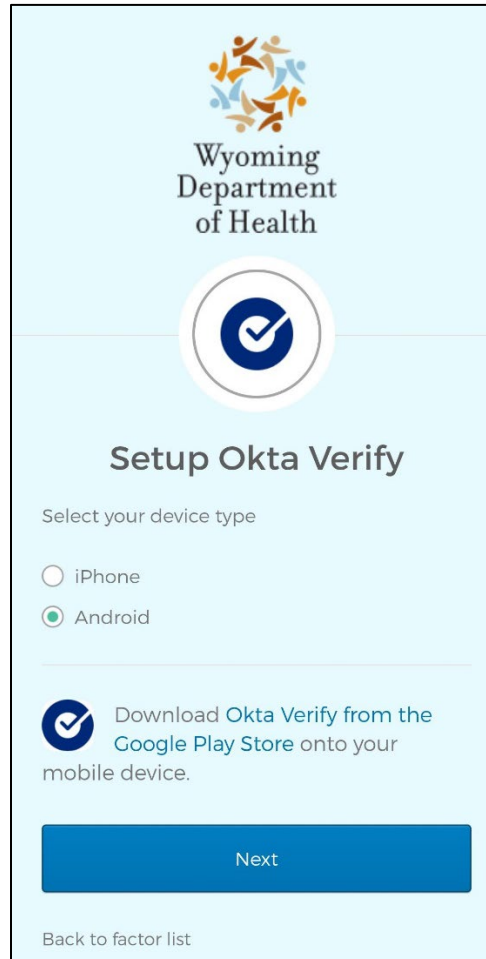 Wyoming
Department
of Health
Setup Okta Verify
Select your device type
iPhone
Android
Download Okta Verify from the
Google Play Store onto your
mobile device.
Next
Back to factor list